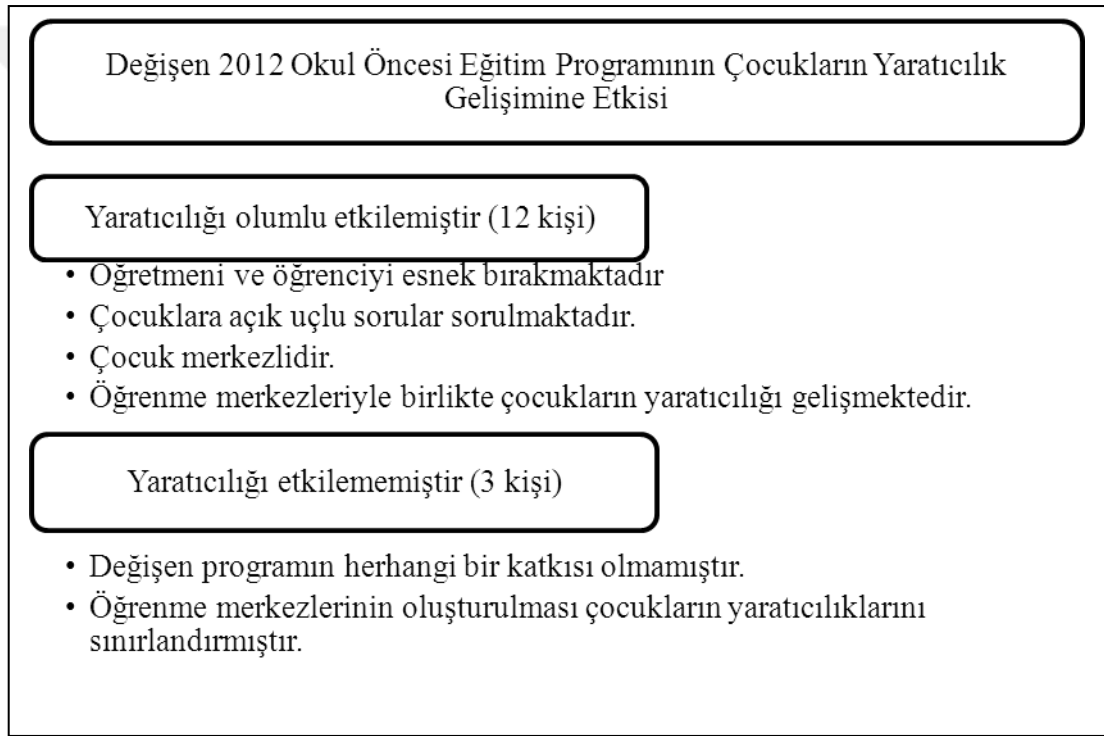 Değişen 2012 Okul Öncesi Eğitim Programının Çocukların Yaratıcılık
Gelişimine Etkisi
Yaratıcılığı olumlu etkilemiştir (12 kişi)
• Öğretmeni ve öğrenciyi esnek bırakmaktadır
• Çocuklara açık uçlu sorular sorulmaktadır.
• Çocuk merkezlidir.
• Öğrenme merkezleriyle birlikte çocukların yaratıcılığı gelişmektedir.
Yaratıcılığı etkilememiştir (3 kişi)
• Değişen programın herhangi bir katkısı olmamıştır.
• Öğrenme merkezlerinin oluşturulması çocukların yaratıcılıklarını
sınırlandırmıştır.